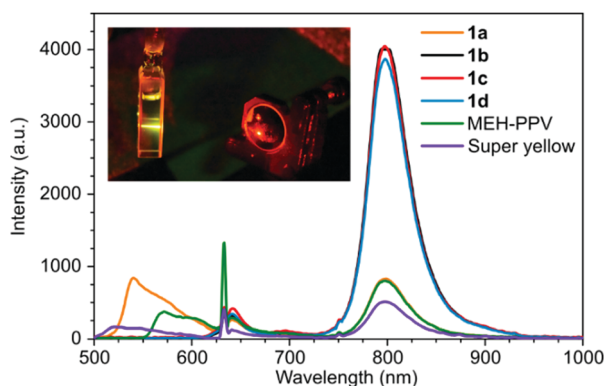 4000
3000
2000
1000
0
Intensity (a.u.)
1a
1b
1c
1d
MEH-PPV
Super yellow
500 600 700 800 900 1000
Wavelength (nm)